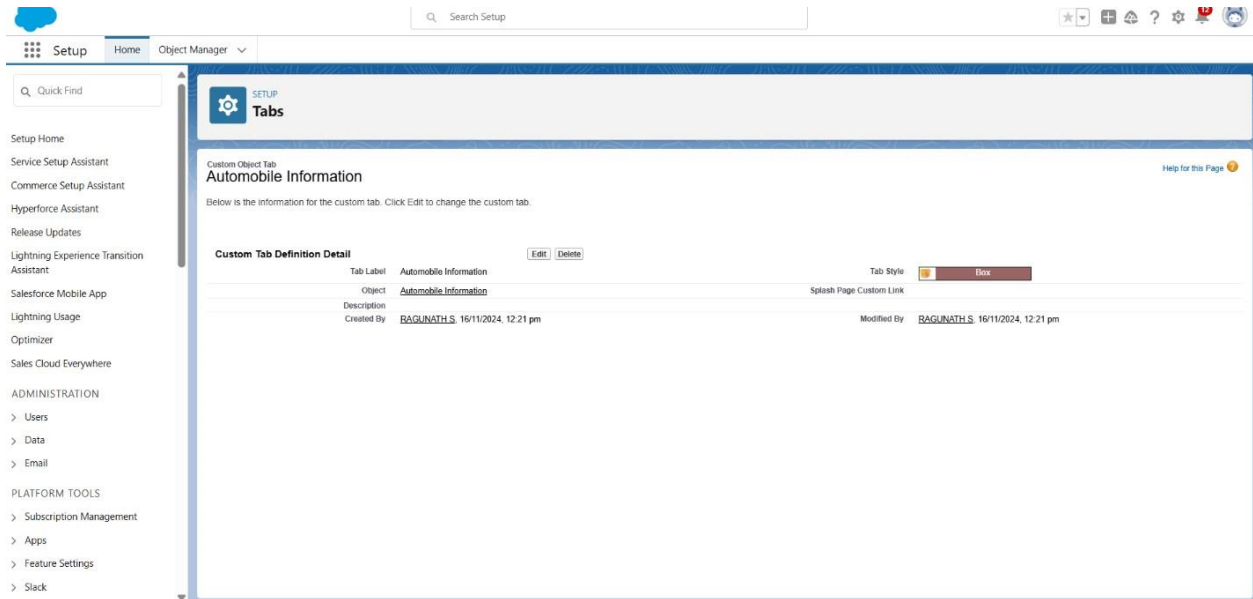 Search Setup
12
Setup Home Object Manager
Quick Find
SETUP
Tabs
Setup Home
Service Setup Assistant
Commerce Setup Assistant
Hyperforce Assistant
Release Updates
Lightning Experience Transition
Assistant
Salesforce Mobile App
Lightning Usage
Optimizer
Sales Cloud Everywhere
ADMINISTRATION
Users
Data
Email
PLATFORM TOOLS
Subscription Management
Apps
Feature Settings
Slack
Custom Object Tab
Automobile Information
Help for this Page ?
Below is the information for the custom tab. Click Edit to change the custom tab.
Custom Tab Definition Detail Edit Delete
Tab Label Automobile Information Tab Style Box
Object Automobile Information Splash Page Custom Link
Description
Created By RAGUNATH S, 16/11/2024, 12:21 pm Modified By RAGUNATH S, 16/11/2024, 12:21 pm